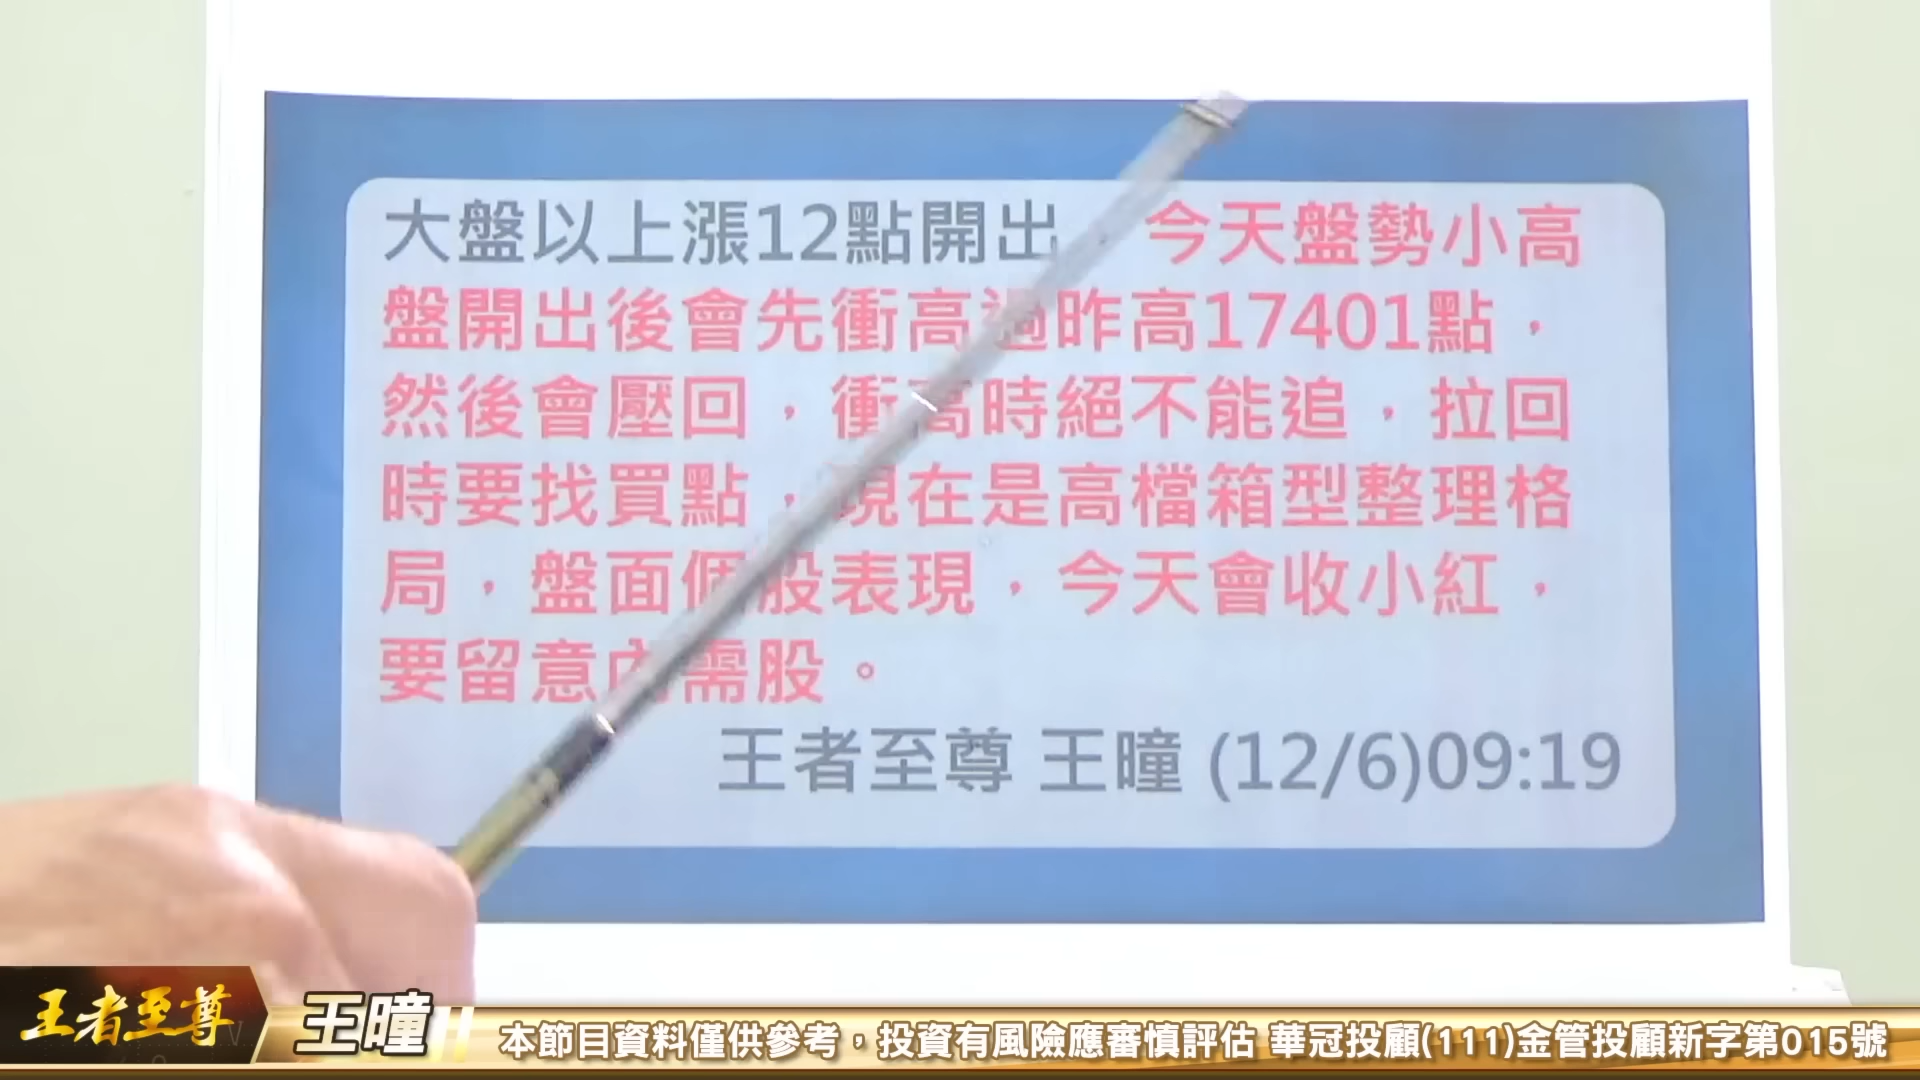 大盤以上漲12點開出 今天盤勢小高
盤開出後會先衝高過昨高17401點，
然後會壓回，衝高時絕不能追，拉回
時要找買點，現在是高檔箱型整理格
局，盤面個股表現，今天會收小紅，
要留意內需股。
王者至尊 王曈 (12/6)09:19
王者至尊
王曈
本節目資料僅供參考，投資有風險應審慎評估 華冠投顧(111)金管投顧新字第015號